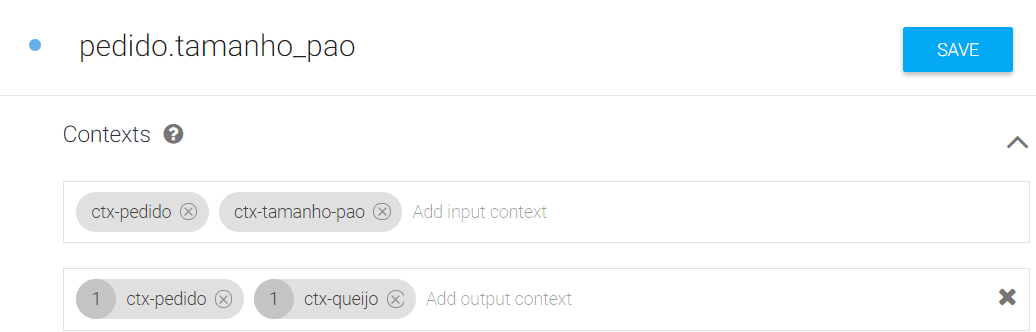 pedido.tamanho_pao
SAVE
Contexts ?
ctx-pedido ctx-tamanho-pao Add input context
1 ctx-pedido 1 ctx-queijo Add output context